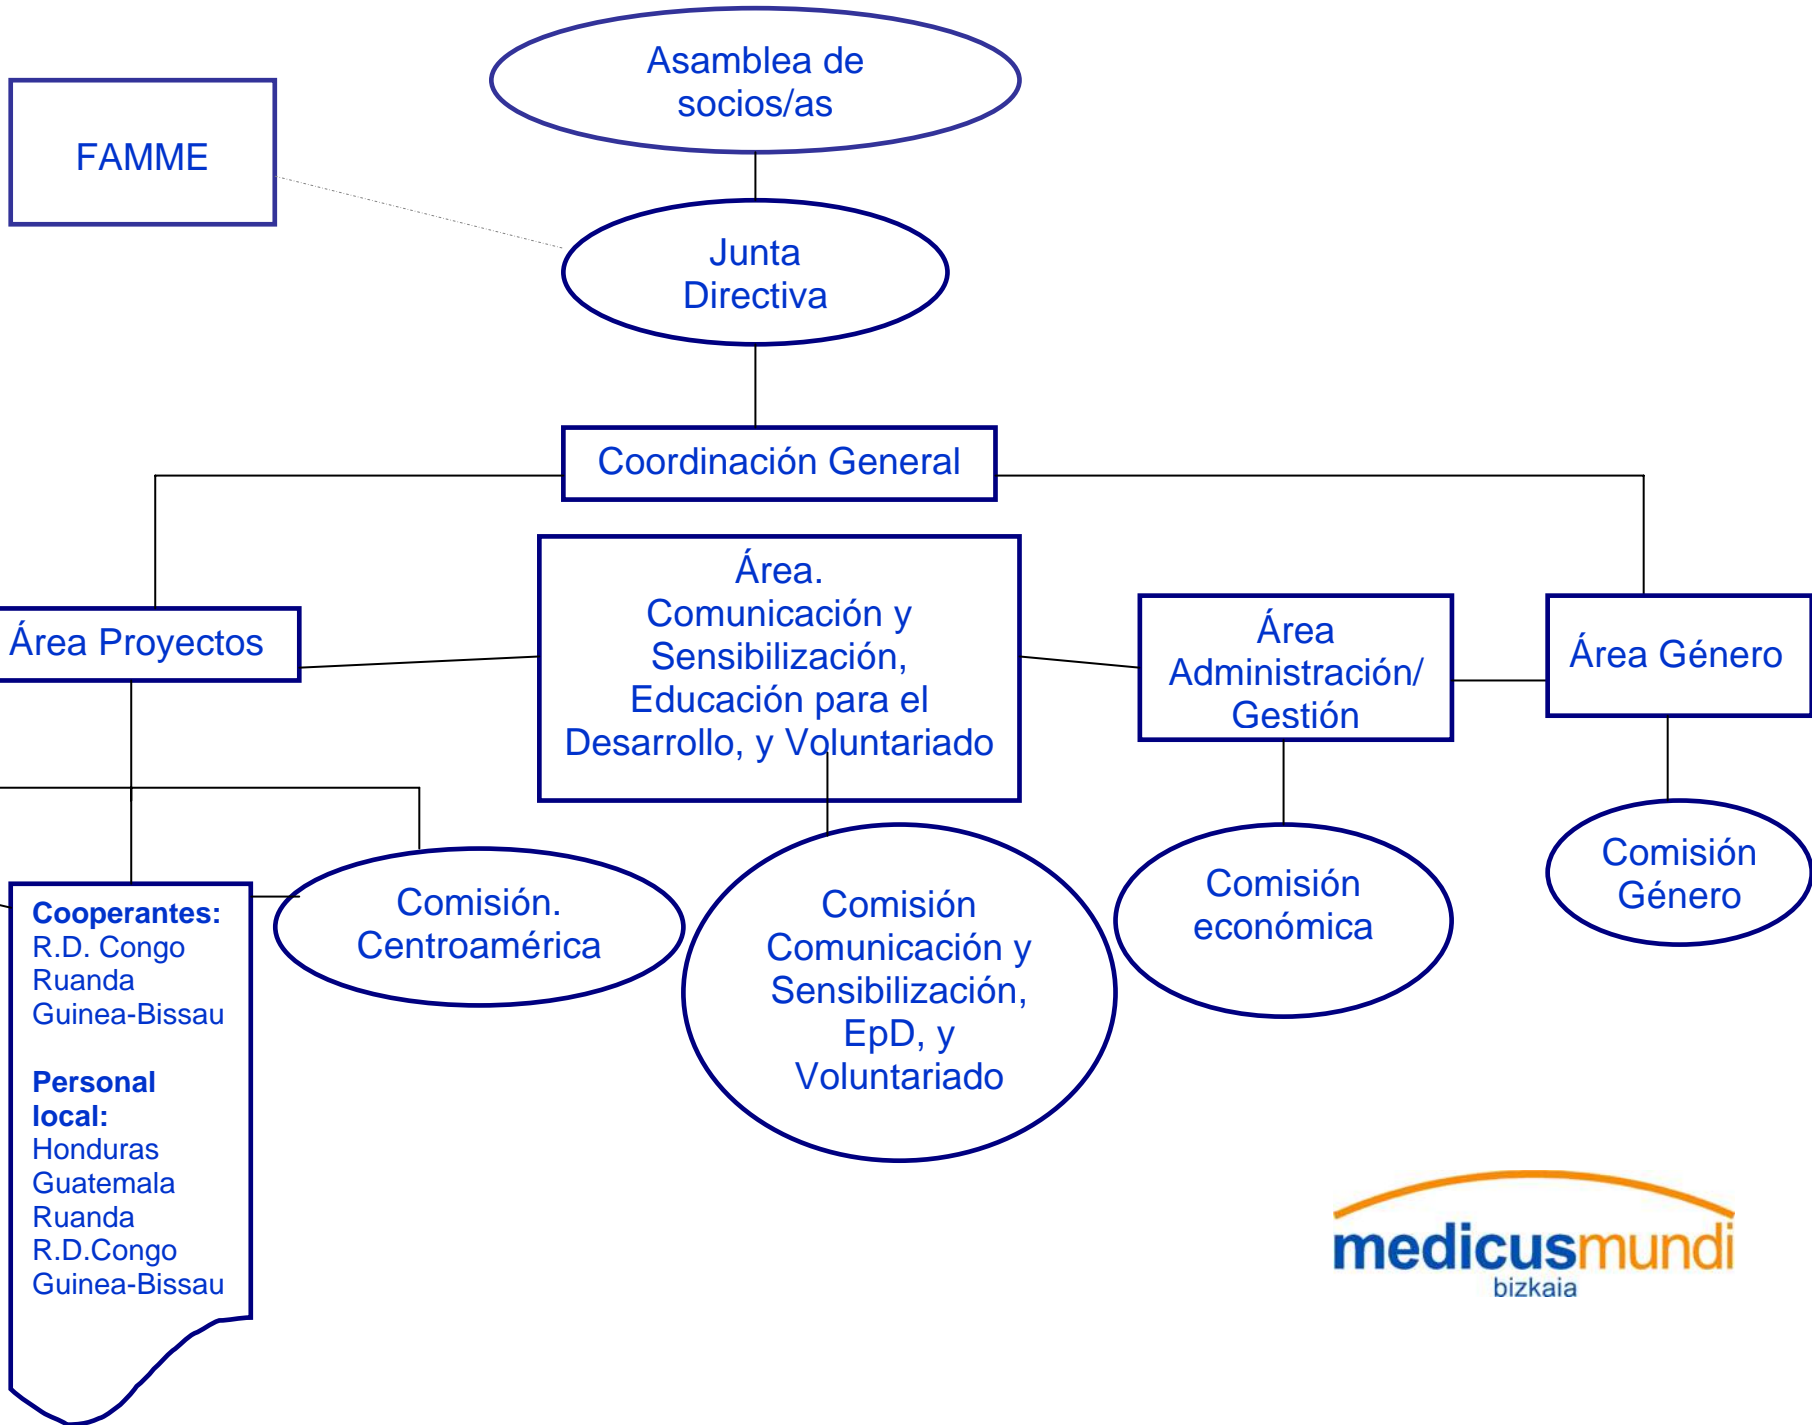 Asamblea de
socios/as
FAMME
Junta
Directiva
Coordinación General
Área Proyectos
Área.
Comunicación y
Sensibilización,
Educación para el
Desarrollo, y Voluntariado
Área
Administración/
Gestión
Área Género
Cooperantes:
R.D. Congo
Ruanda
Guinea-Bissau
Personal
local:
Honduras
Guatemala
Ruanda
R.D.Congo
Guinea-Bissau
Comisión.
Centroamérica
Comisión
Comunicación y
Sensibilización,
EpD, y
Voluntariado
Comisión
económica
Comisión
Género
medicusmundi
bizkaia